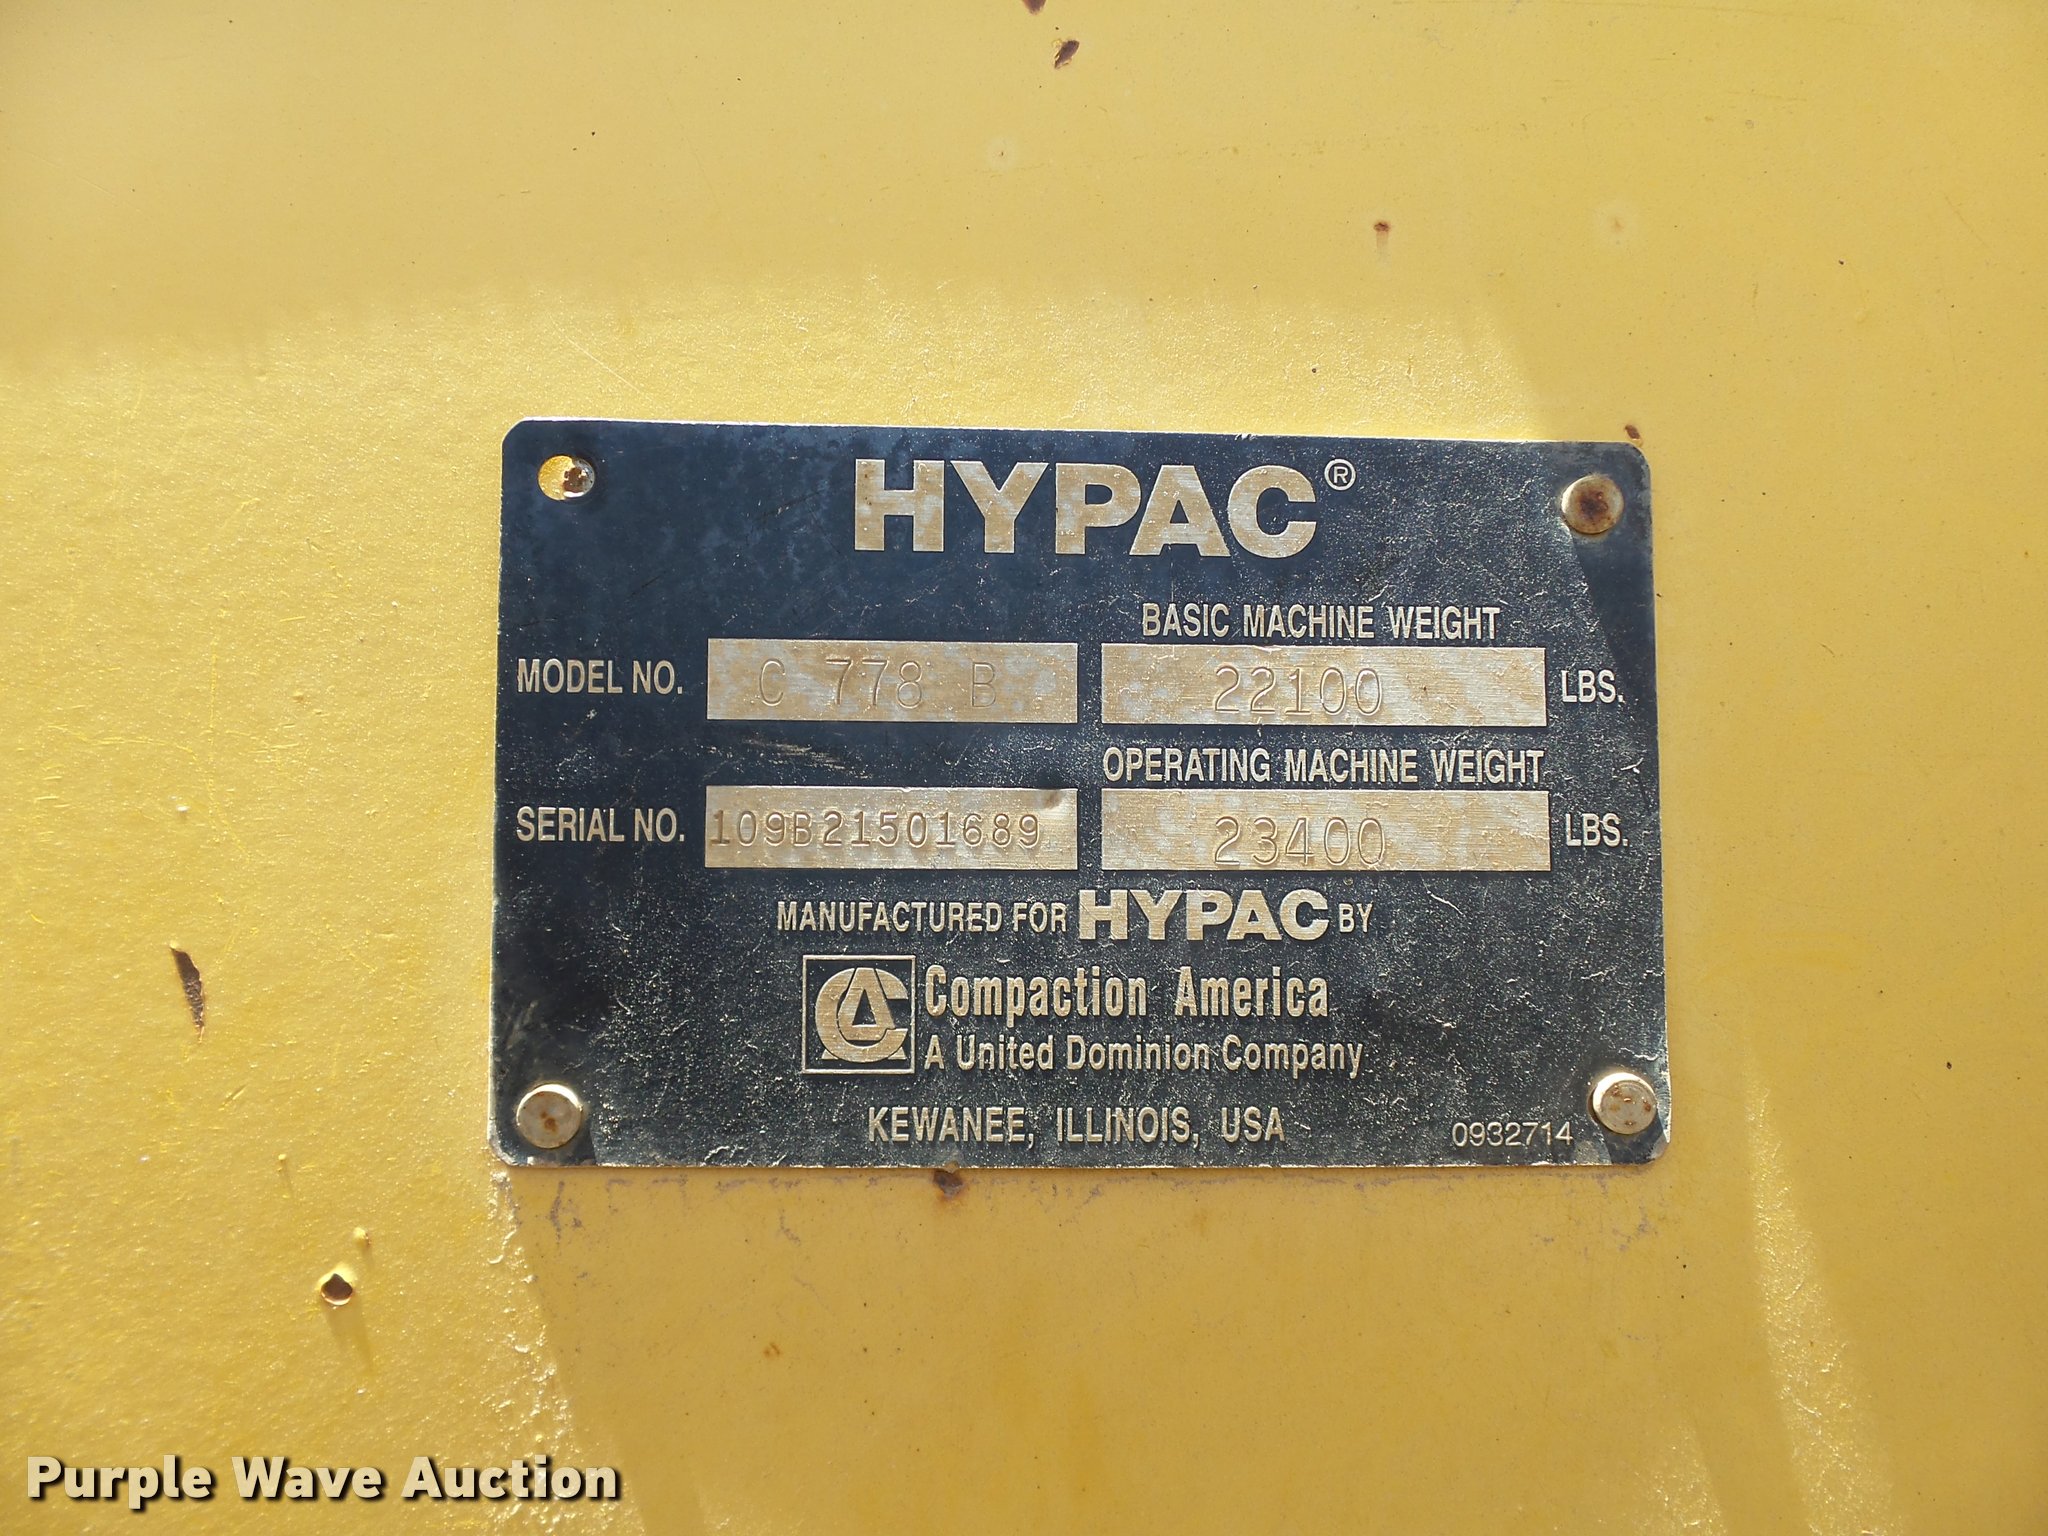 HYPAC®
BASIC MACHINE WEIGHT
MODEL NO. C 778 B 22100 LBS.
OPERATING MACHINE WEIGHT
SERIAL NO. 109B21501689 23400 LBS.
MANUFACTURED FOR HYPAC BY
CA Compaction America
A United Dominion Company
KEWANEE, ILLINOIS, USA 0932714
Purple Wave Auction